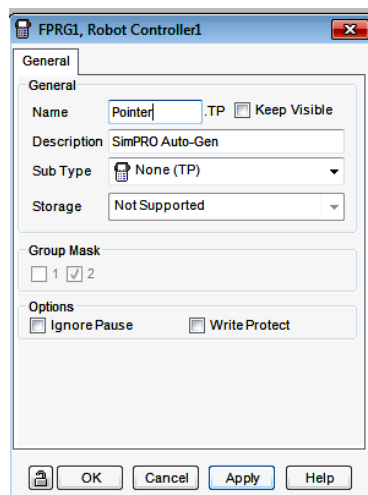 FPRG1, Robot Controller1
General
General
Name Pointer .TP Keep Visible
Description SimPRO Auto-Gen
Sub Type None (TP)
Storage Not Supported
Group Mask
1 2
Options
Ignore Pause Write Protect
OK Cancel Apply Help